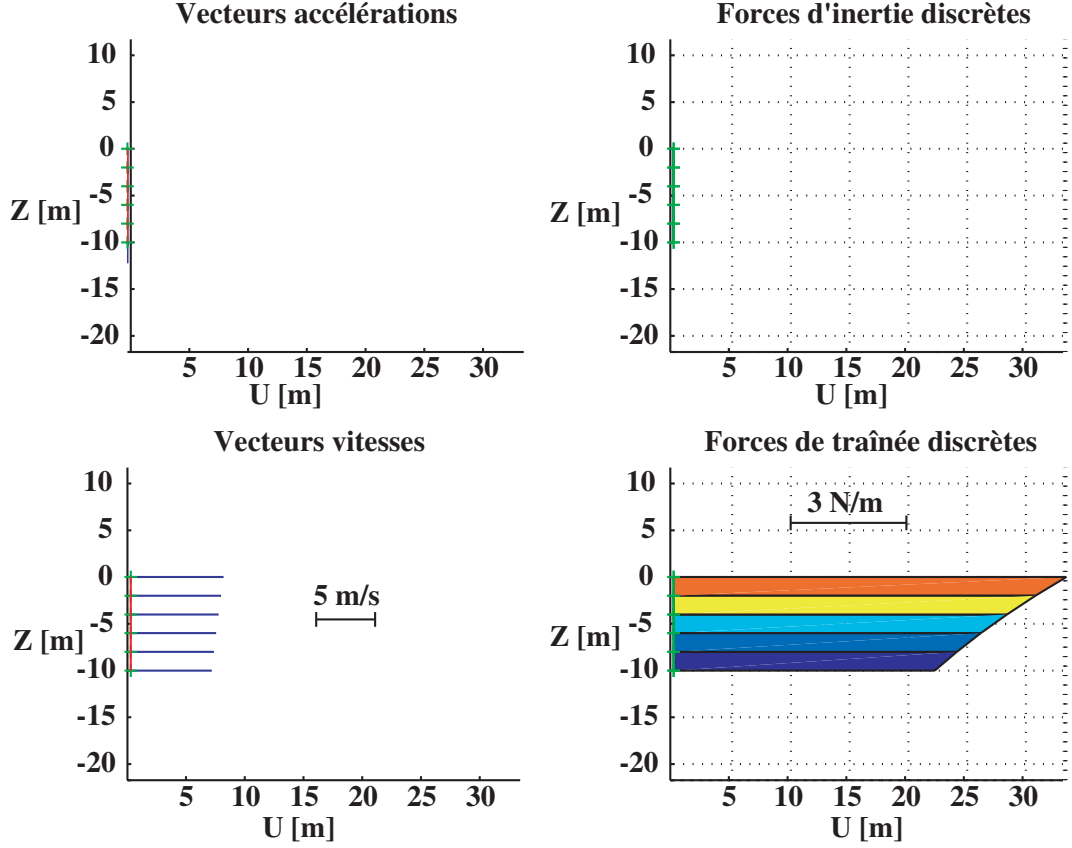 Vecteurs accélérations
10
5
0
-5
Z [m]
-10
-15
-20
5 10 15 20 25 30
U [m]
Forces d'inertie discrètes
10
5
0
-5
Z [m]
-10
-15
-20
5 10 15 20 25 30
U [m]
Vecteurs vitesses
10
5
0
5 m/s
-5
Z [m]
-10
-15
-20
5 10 15 20 25 30
U [m]
Forces de traînée discrètes
10
3 N/m
5
0
-5
Z [m]
-10
-15
-20
5 10 15 20 25 30
U [m]